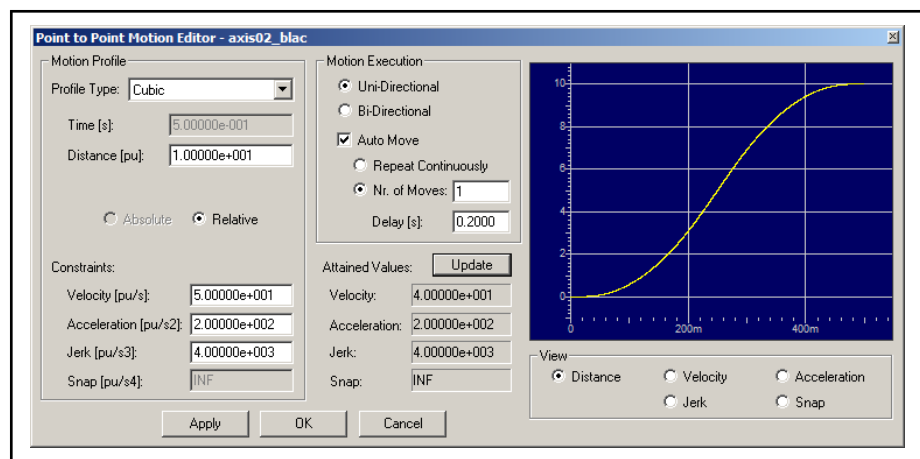 Point to Point Motion Editor - axis02_blac
Motion Profile
Profile Type: Cubic
Time [s]: 5.00000e-001
Distance [pu]: 1.00000e+001
Absolute Relative
Constraints:
Velocity [pu/s]: 5.00000e+001
Acceleration [pu/s2]: 2.00000e+002
Jerk [pu/s3]: 4.00000e+003
Snap [pu/s4]: INF
Motion Execution
Uni-Directional
Bi-Directional
Auto Move
Repeat Continuously
Nr. of Moves: 1
Delay [s]: 0.2000
Attained Values: Update
Velocity: 4.00000e+001
Acceleration: 2.00000e+002
Jerk: 4.00000e+003
Snap: INF
Apply OK Cancel
10
8
6
4
2
0
0 200m 400m
View
Distance Velocity Acceleration
Jerk Snap